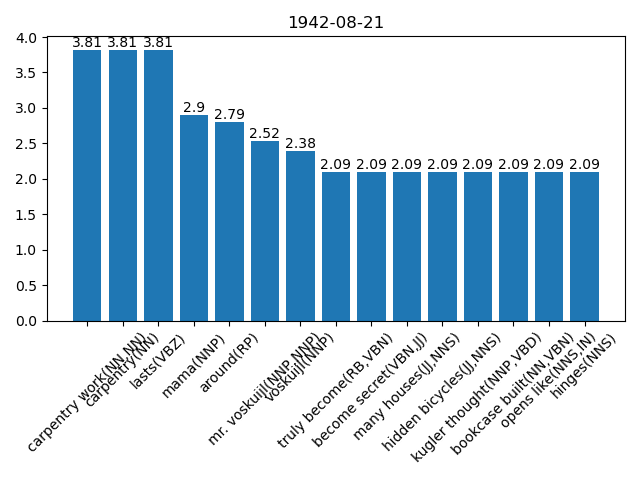 1942-08-21
4.0
3.5
3.0
2.5
2.0
1.5
1.0
0.5
0.0
3.81
3.81
3.81
2.9
2.79
2.52
2.38
2.09
2.09
2.09
2.09
2.09
2.09
2.09
2.09
carpentry work(NN,NN)
carpentry(NN)
lasts(VBZ)
mama(NNP)
around(RP)
mr. voskuijl(NNP,NNP)
voskuijl(NNP)
truly become(RB,VBN)
become secret(VBN,JJ)
many houses(JJ,NNS)
hidden bicycles(JJ,NNS)
kugler thought(NNP,VBD)
bookcase built(NN,VBN)
opens like(NNS,IN)
hinges(NNS)